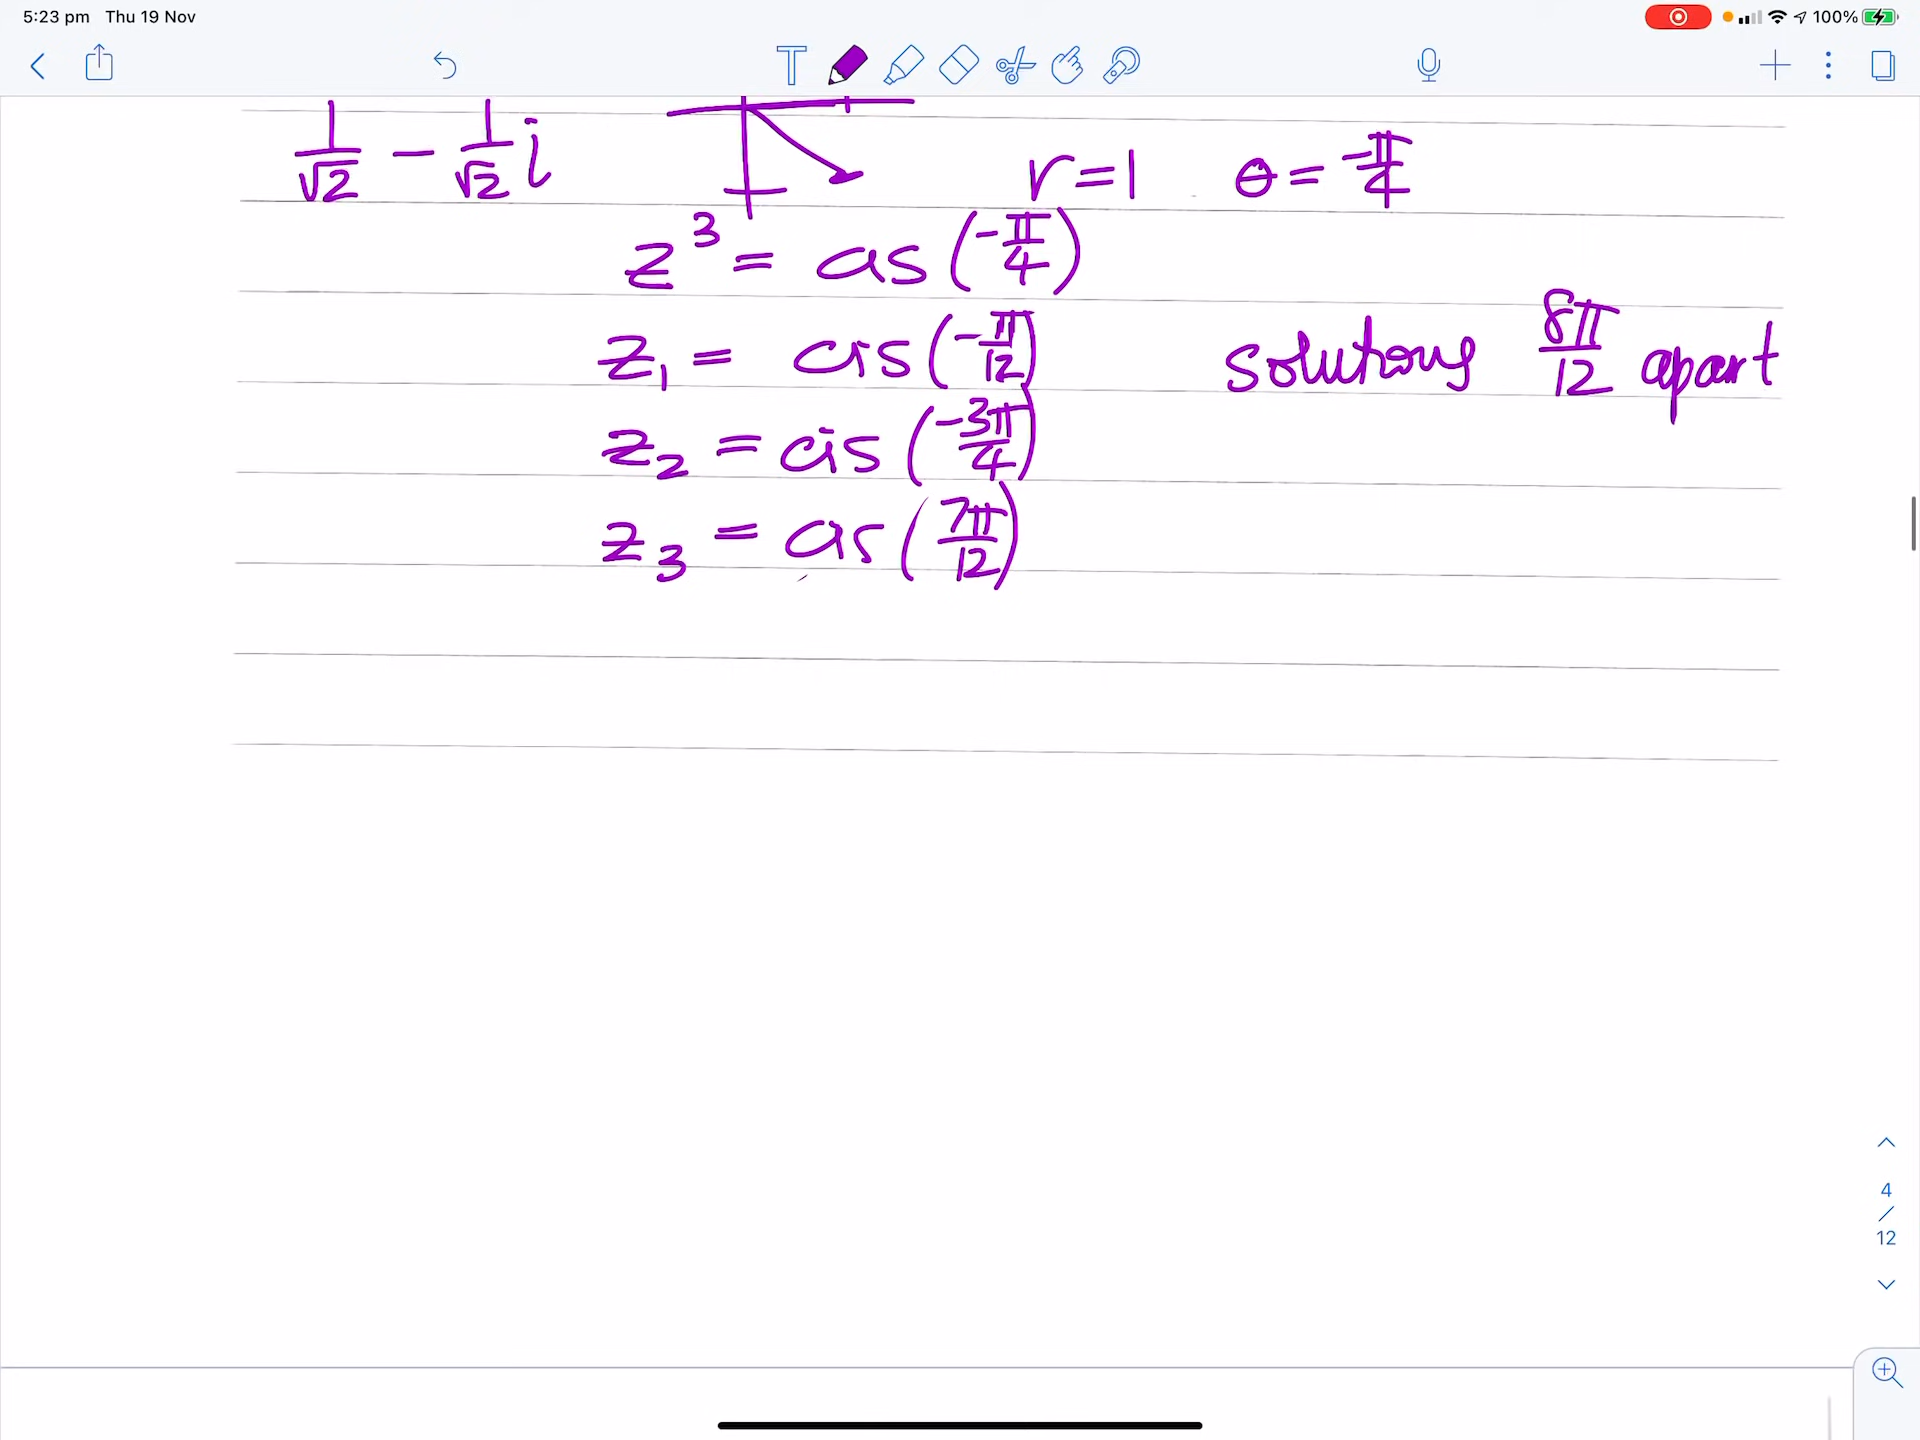 5:23 pm Thu 19 Nov 100%
T
1/√2 − 1/√2 i r=1 θ= −π/4
z³ = cis (−π/4)
z₁ = cis (−π/12) solutions 8π/12 apart
z₂ = cis (−3π/4)
z₃ = cis (7π/12)
4
/
12